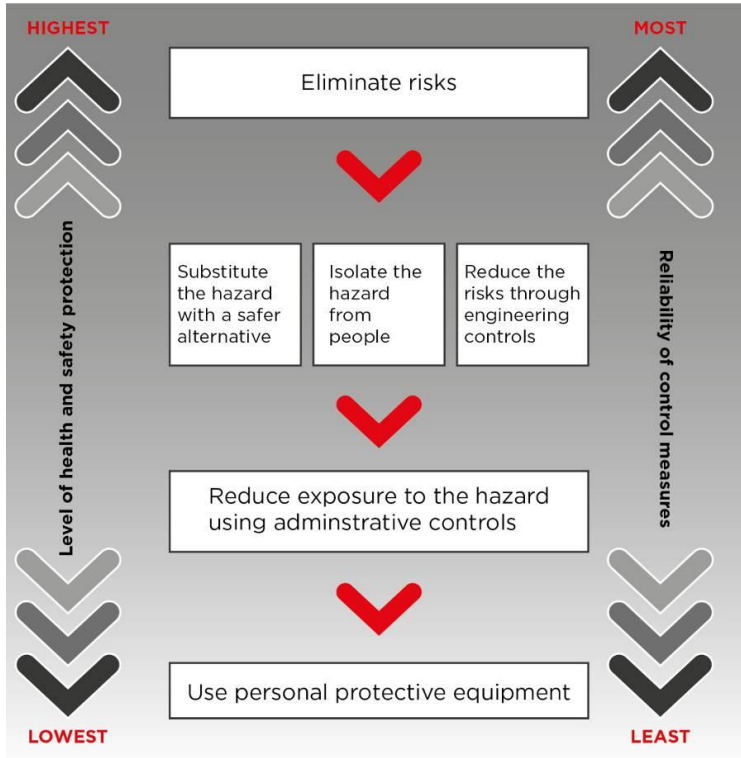 HIGHEST
MOST
Eliminate risks
Level of health and safety protection
Reliability of control measures
Substitute
the hazard
with a safer
alternative
Isolate the
hazard
from
people
Reduce the
risks through
engineering
controls
Reduce exposure to the hazard
using adminstrative controls
Use personal protective equipment
LOWEST
LEAST